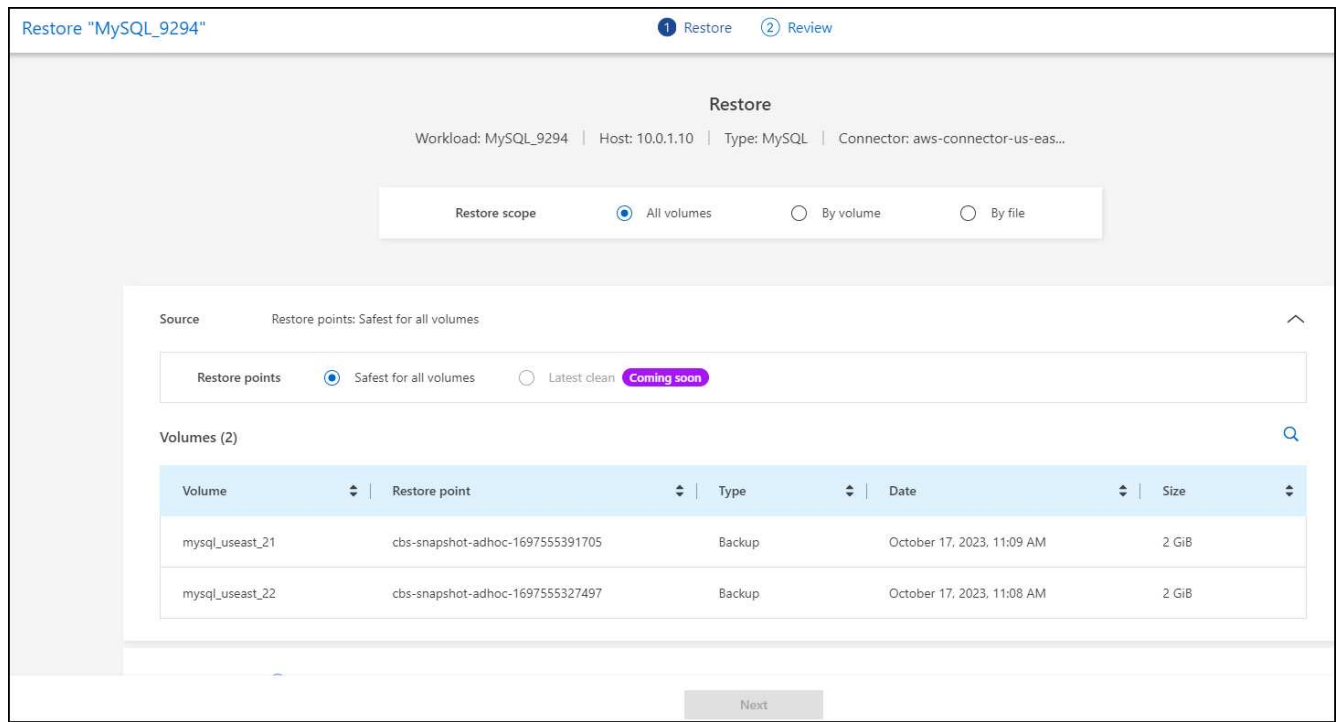 Restore "MySQL_9294"
1 Restore 2 Review
Restore
Workload: MySQL_9294 | Host: 10.0.1.10 | Type: MySQL | Connector: aws-connector-us-eas...
Restore scope All volumes By volume By file
Source Restore points: Safest for all volumes
Restore points Safest for all volumes Latest clean Coming soon
Volumes (2)
Volume Restore point Type Date Size
mysql_useast_21 cbs-snapshot-adhoc-1697555391705 Backup October 17, 2023, 11:09 AM 2 GiB
mysql_useast_22 cbs-snapshot-adhoc-1697555327497 Backup October 17, 2023, 11:08 AM 2 GiB
Next